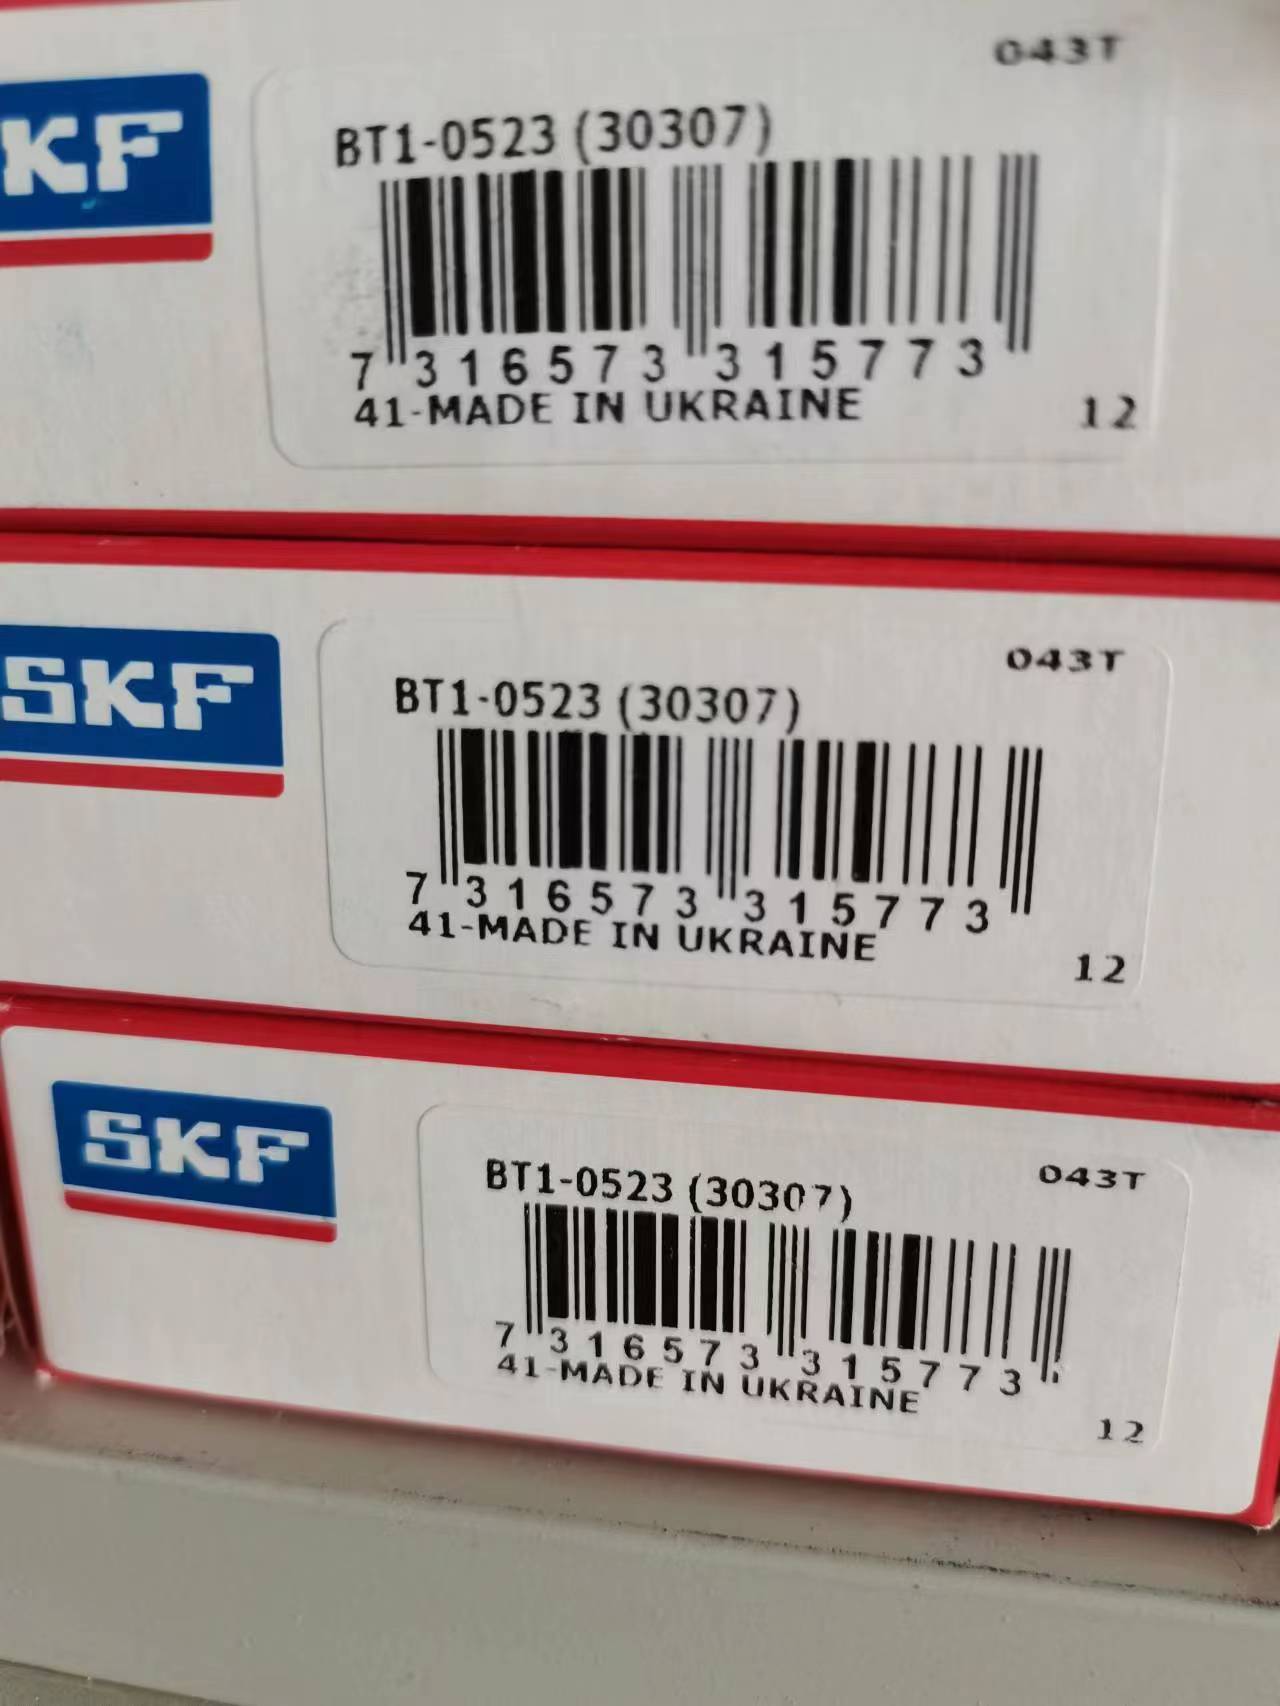 043T
SKF
BT1-0523 (30307)
7 316573 315773
41-MADE IN UKRAINE
12
043T
SKF
BT1-0523 (30307)
7 316573 315773
41-MADE IN UKRAINE
12
SKF
BT1-0523 (30307)
043T
7 316573 315773
41-MADE IN UKRAINE
12